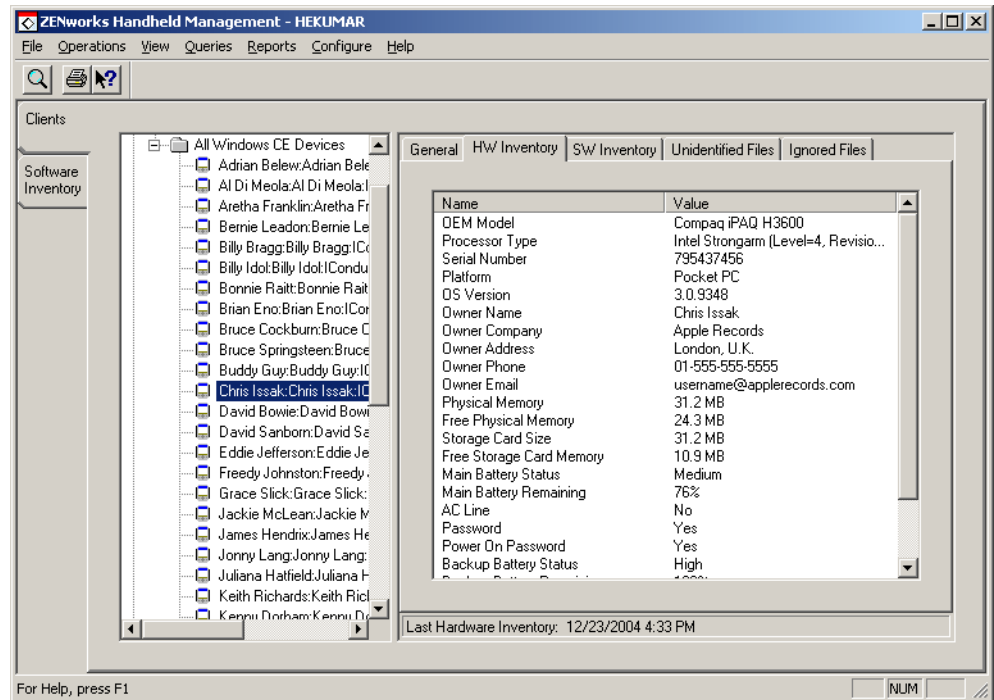 ZENworks Handheld Management - HEKUMAR
File Operations View Queries Reports Configure Help
Clients
Software
Inventory
All Windows CE Devices
Adrian Belew:Adrian Bele
Al Di Meola:Al Di Meola:I
Aretha Franklin:Aretha Fr
Bernie Leadon:Bernie Le
Billy Bragg:Billy Bragg:ICo
Billy Idol:Billy Idol:ICondu
Bonnie Raitt:Bonnie Rait
Brian Eno:Brian Eno:ICor
Bruce Cockburn:Bruce C
Bruce Springsteen:Bruce
Buddy Guy:Buddy Guy:IC
Chris Issak:Chris Issak:IC
David Bowie:David Bowi
David Sanborn:David Sa
Eddie Jefferson:Eddie Je
Freedy Johnston:Freedy
Grace Slick:Grace Slick:
Jackie McLean:Jackie M
James Hendrix:James He
Jonny Lang:Jonny Lang:
Juliana Hatfield:Juliana H
Keith Richards:Keith Ricl
Kenny Dorham:Kenny Do
General HW Inventory SW Inventory Unidentified Files Ignored Files
Name Value
OEM Model Compaq iPAQ H3600
Processor Type Intel Strongarm (Level=4, Revisio...
Serial Number 795437456
Platform Pocket PC
OS Version 3.0.9348
Owner Name Chris Issak
Owner Company Apple Records
Owner Address London, U.K.
Owner Phone 01-555-555-5555
Owner Email username@applerecords.com
Physical Memory 31.2 MB
Free Physical Memory 24.3 MB
Storage Card Size 31.2 MB
Free Storage Card Memory 10.9 MB
Main Battery Status Medium
Main Battery Remaining 76%
AC Line No
Password Yes
Power On Password Yes
Backup Battery Status High
Last Hardware Inventory: 12/23/2004 4:33 PM
For Help, press F1
NUM